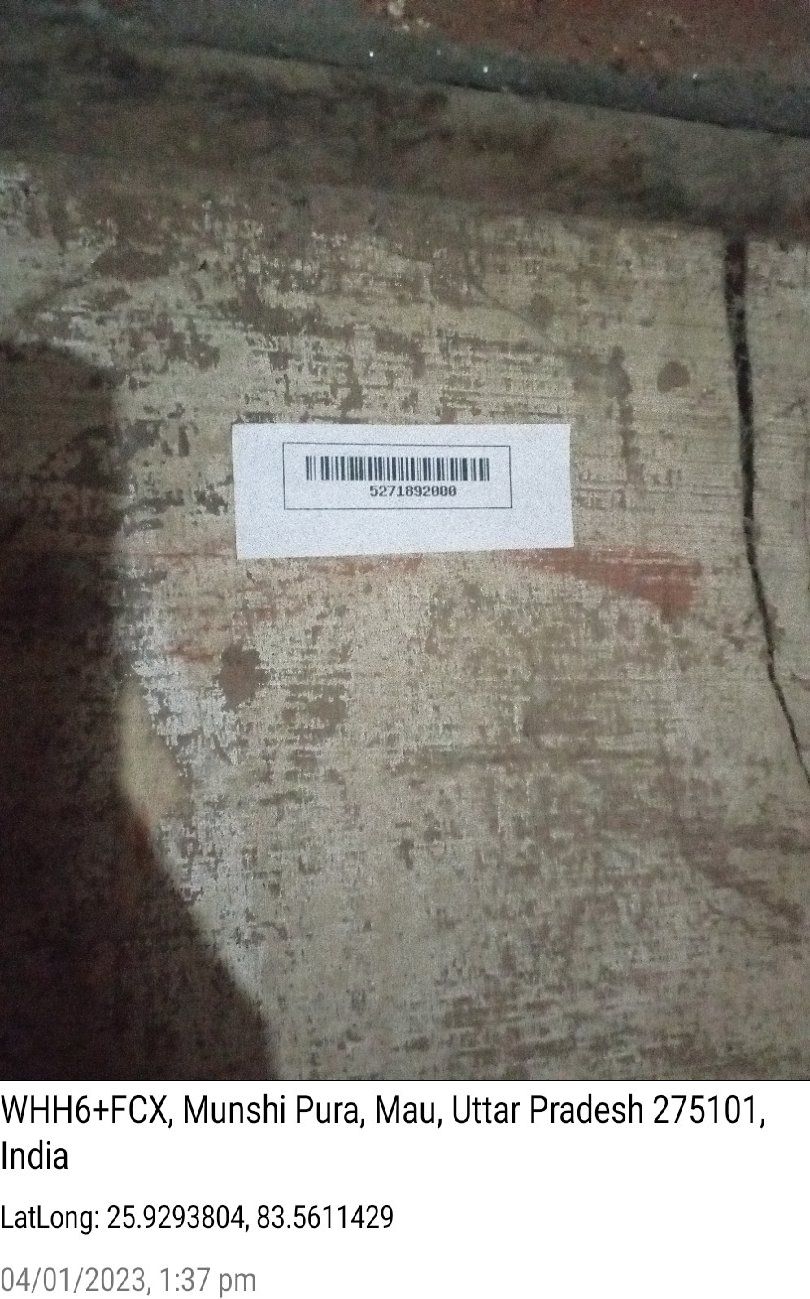 5271892000
WHH6+FCX, Munshi Pura, Mau, Uttar Pradesh 275101,
India
LatLong: 25.9293804, 83.5611429
04/01/2023, 1:37 pm